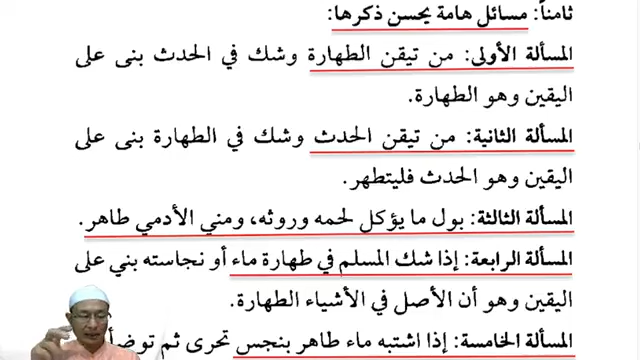 ثامناً: مسائل هامة يحسن ذكرها:
المسألة الأولى: من تيقن الطهارة وشك في الحدث بنى على
اليقين وهو الطهارة.
المسألة الثانية: من تيقن الحدث وشك في الطهارة بنى على
اليقين وهو الحدث فليتطهر.
المسألة الثالثة: بول ما يؤكل لحمه وروثه، ومني الأدمي طاهر.
المسألة الرابعة: إذا شك المسلم في طهارة ماء أو نجاسته بني على
اليقين وهو أن الأصل في الأشياء الطهارة.
المسألة الخامسة: إذا اشتبه ماء طاهر بنجس تحرى ثم توضأ